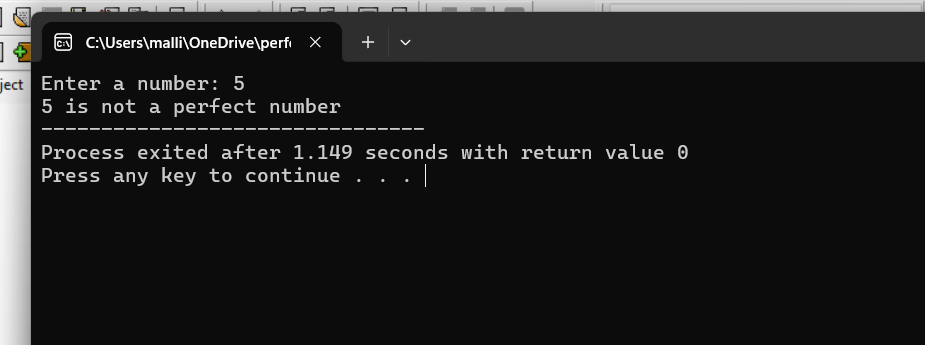 C:\Users\malli\OneDrive\perf
ject
Enter a number: 5
5 is not a perfect number
--------------------------------
Process exited after 1.149 seconds with return value 0
Press any key to continue . . .